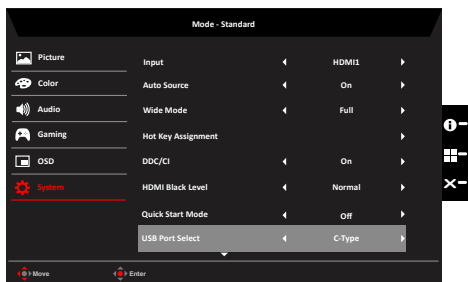 Mode - Standard
Picture
Color
Audio
Gaming
OSD
System
Input HDMI1
Auto Source On
Wide Mode Full
Hot Key Assignment
DDC/CI On
HDMI Black Level Normal
Quick Start Mode Off
USB Port Select C-Type
Move Enter